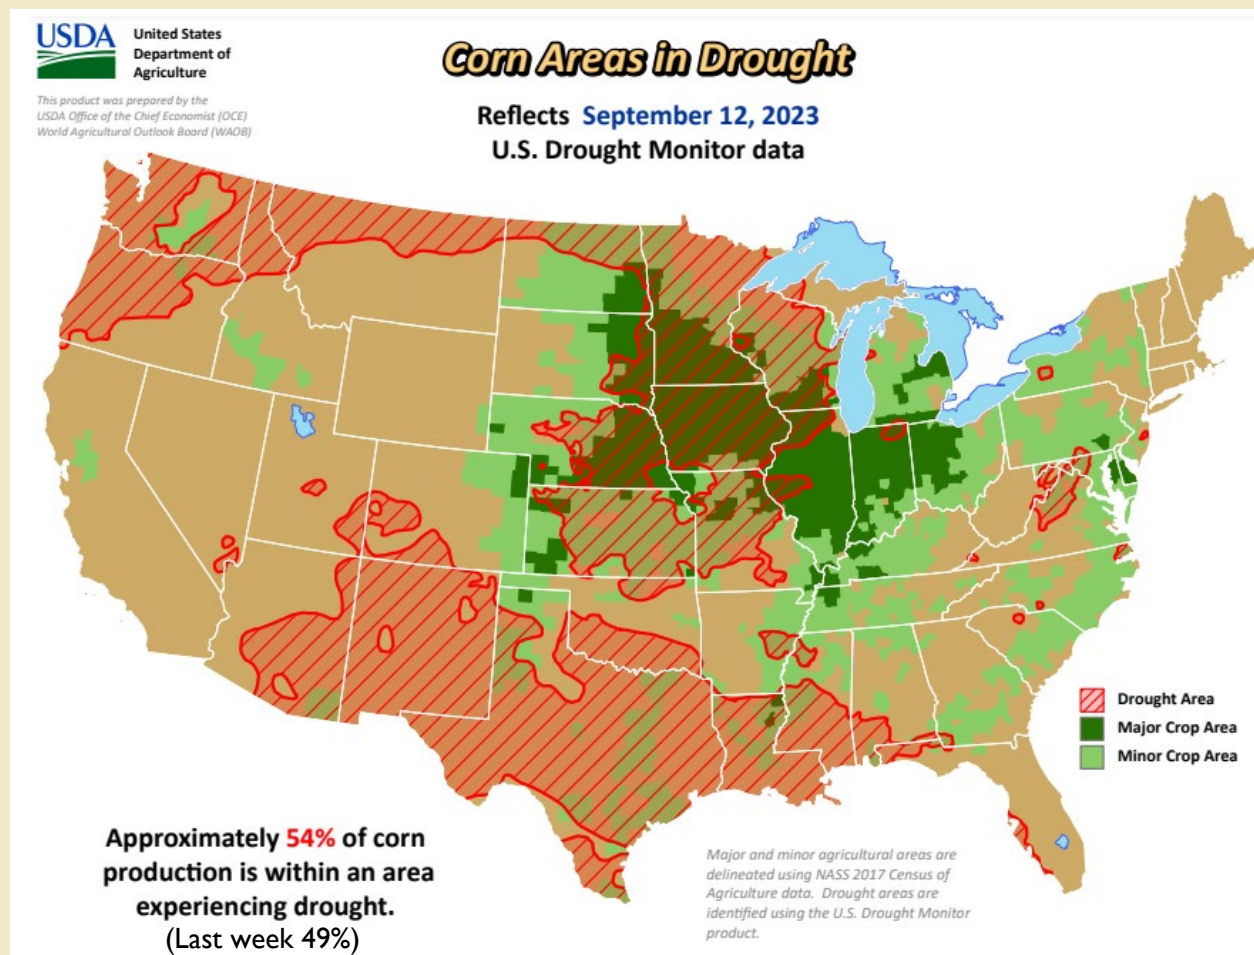 USDA
United States
Department of
Agriculture
This product was prepared by the
USDA Office of the Chief Economist (OCE)
World Agricultural Outlook Board (WAOB)
Corn Areas in Drought
Reflects September 12, 2023
U.S. Drought Monitor data
Drought Area
Major Crop Area
Minor Crop Area
Approximately 54% of corn
production is within an area
experiencing drought.
(Last week 49%)
Major and minor agricultural areas are
delineated using NASS 2017 Census of
Agriculture data. Drought areas are
identified using the U.S. Drought Monitor
product.